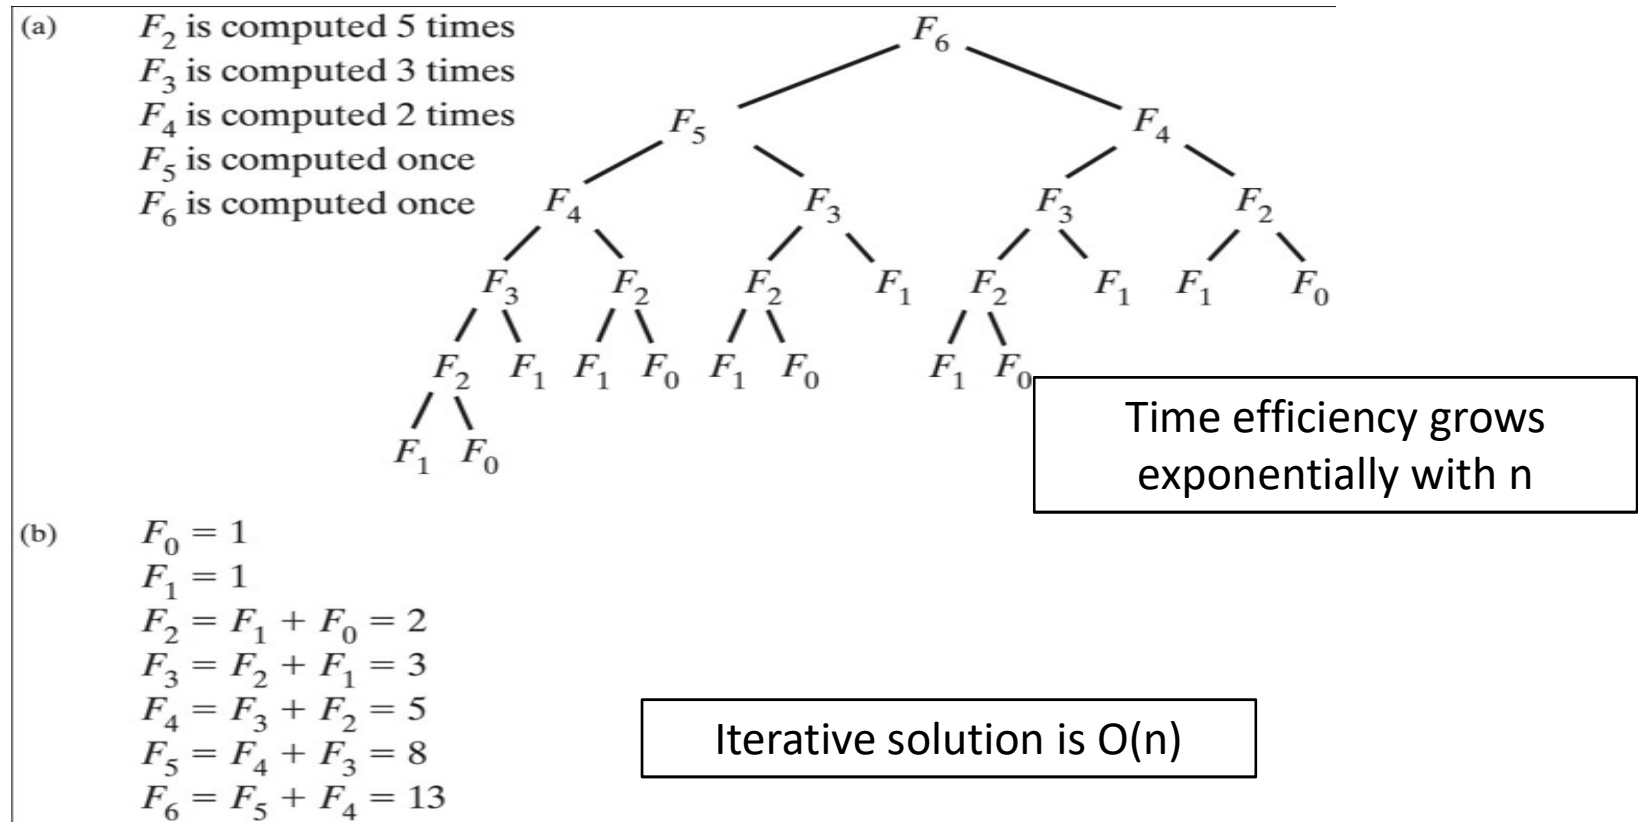 (a) F₂ is computed 5 times
F₃ is computed 3 times
F₄ is computed 2 times
F₅ is computed once
F₆ is computed once
F₆
F₅ F₄
F₄ F₃ F₃ F₂
F₃ F₂ F₂ F₁ F₂ F₁ F₁ F₀
F₂ F₁ F₁ F₀ F₁ F₀ F₁ F₀
F₁ F₀
Time efficiency grows
exponentially with n
(b) F₀ = 1
F₁ = 1
F₂ = F₁ + F₀ = 2
F₃ = F₂ + F₁ = 3
F₄ = F₃ + F₂ = 5
F₅ = F₄ + F₃ = 8
F₆ = F₅ + F₄ = 13
Iterative solution is O(n)